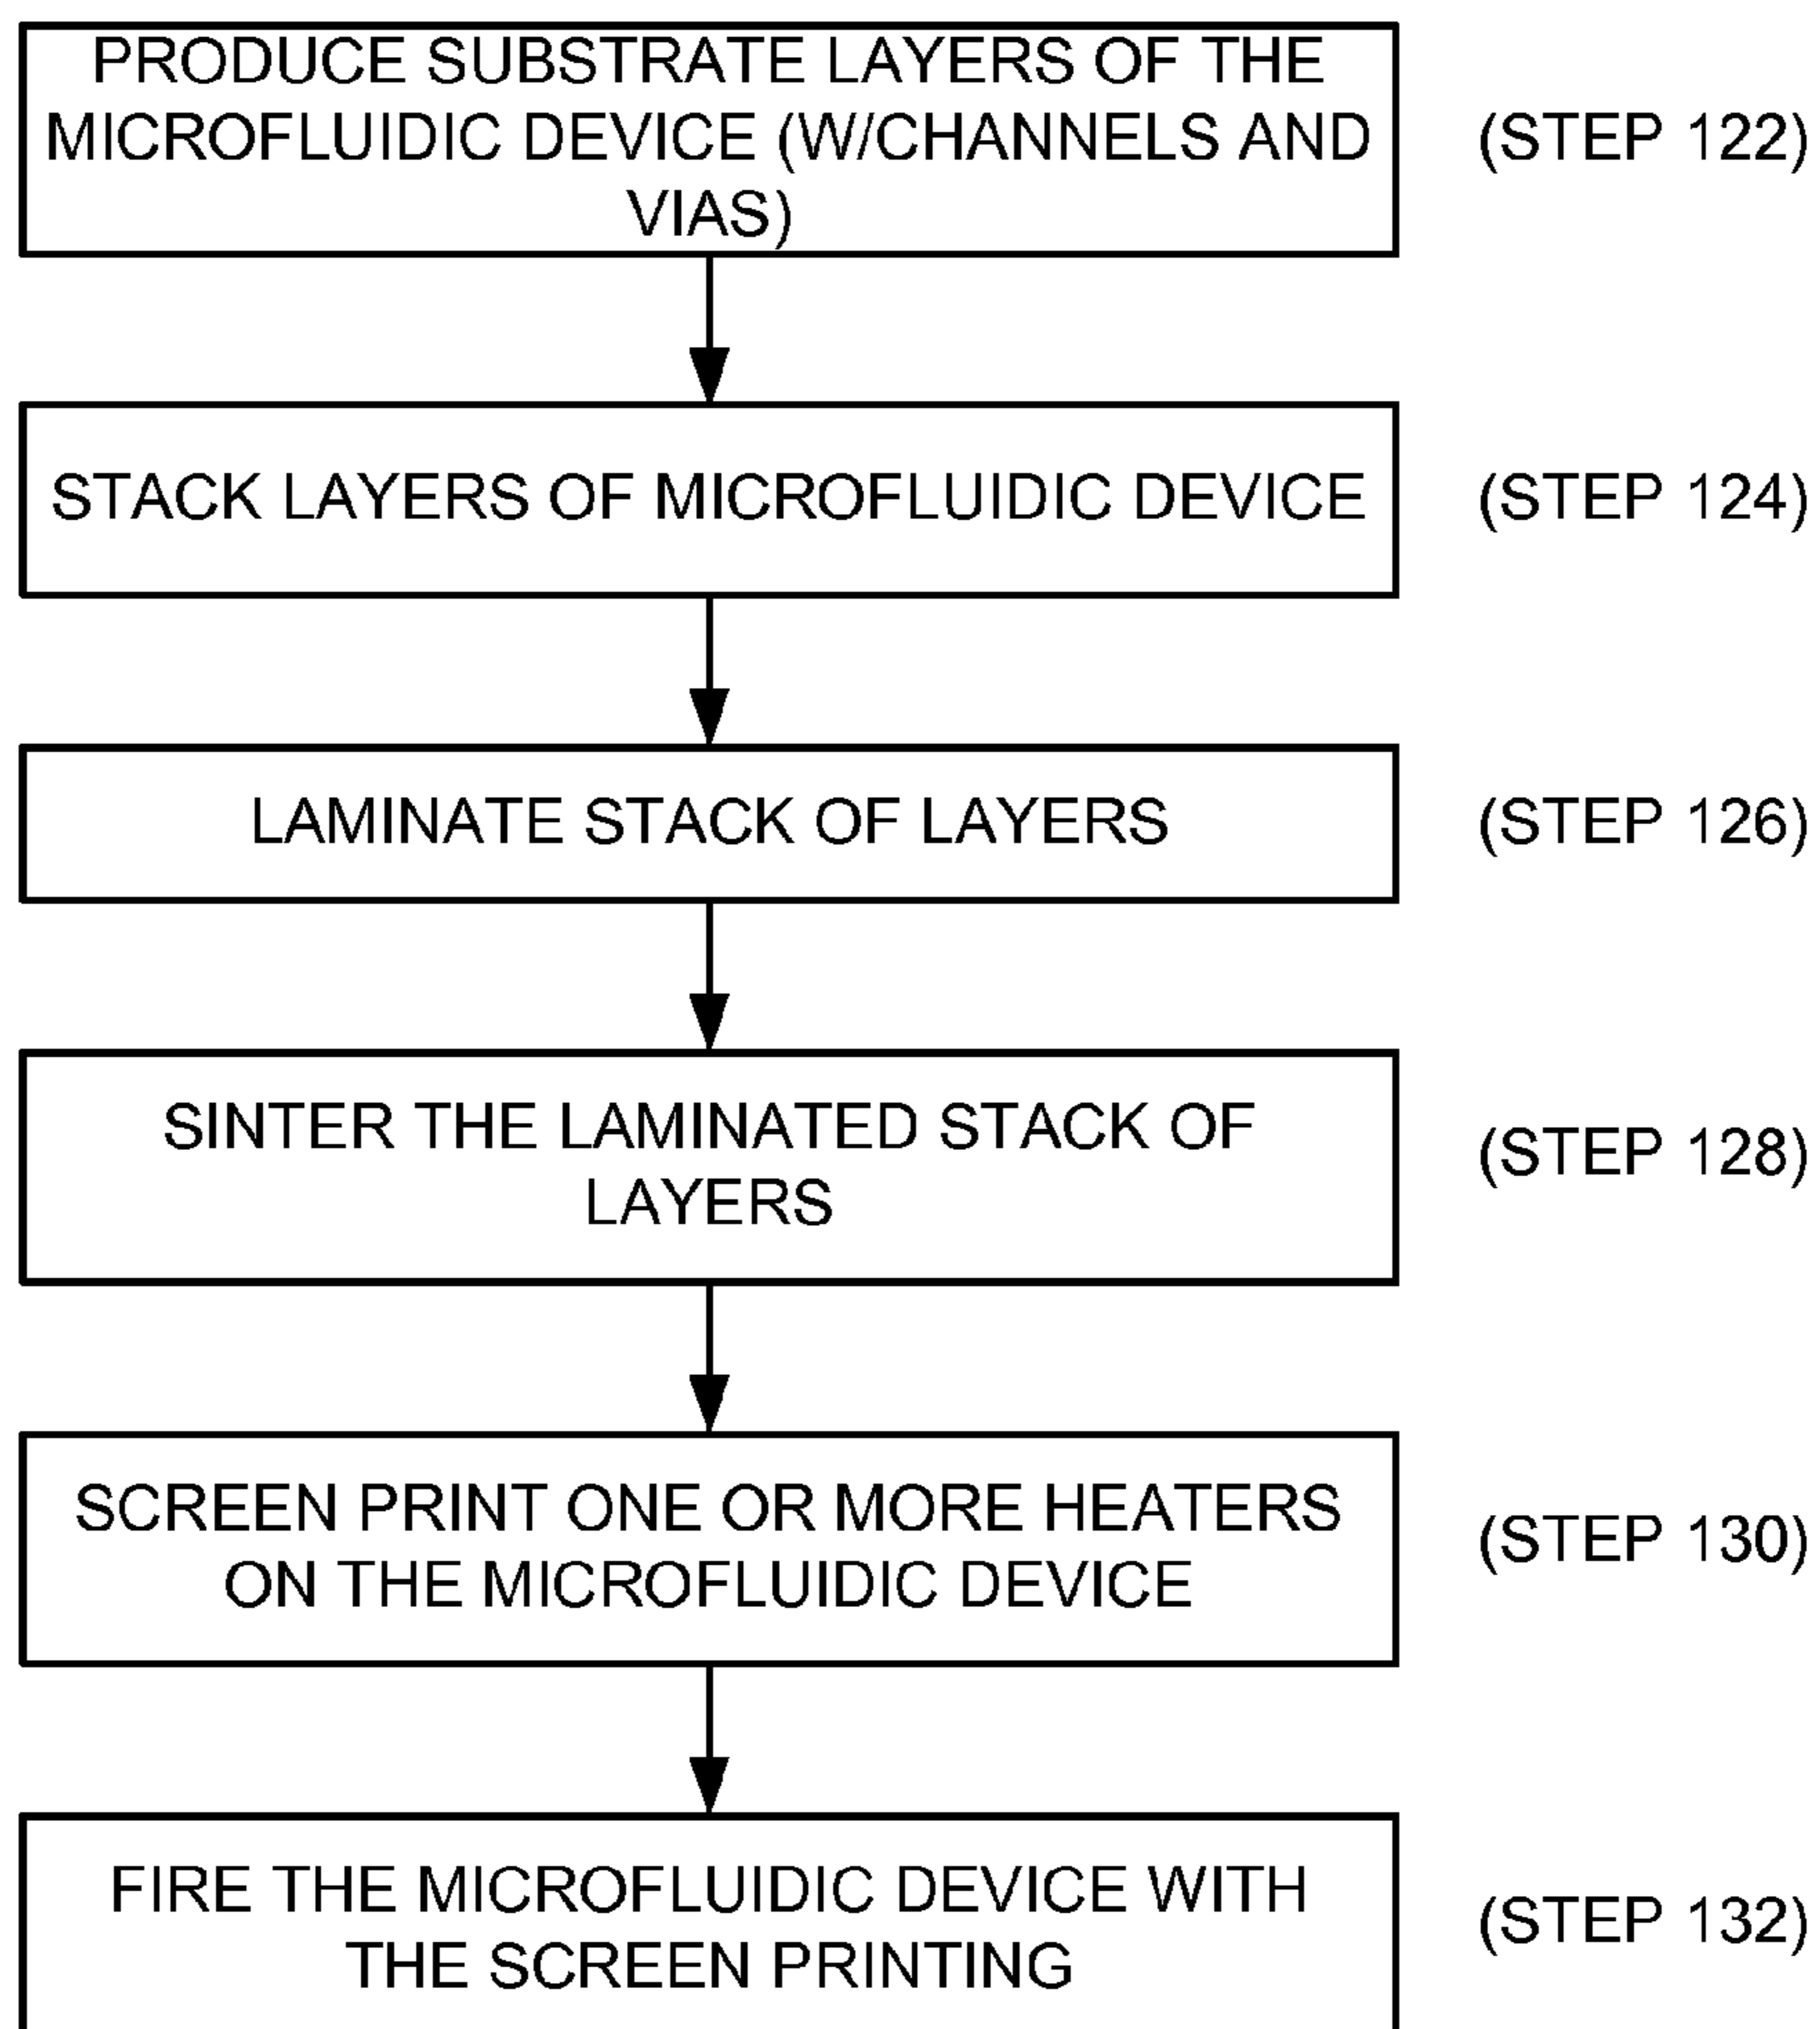 PRODUCE SUBSTRATE LAYERS OF THE
MICROFLUIDIC DEVICE (W/CHANNELS AND
VIAS)
(STEP 122)
STACK LAYERS OF MICROFLUIDIC DEVICE
(STEP 124)
LAMINATE STACK OF LAYERS
(STEP 126)
SINTER THE LAMINATED STACK OF
LAYERS
(STEP 128)
SCREEN PRINT ONE OR MORE HEATERS
ON THE MICROFLUIDIC DEVICE
(STEP 130)
FIRE THE MICROFLUIDIC DEVICE WITH
THE SCREEN PRINTING
(STEP 132)